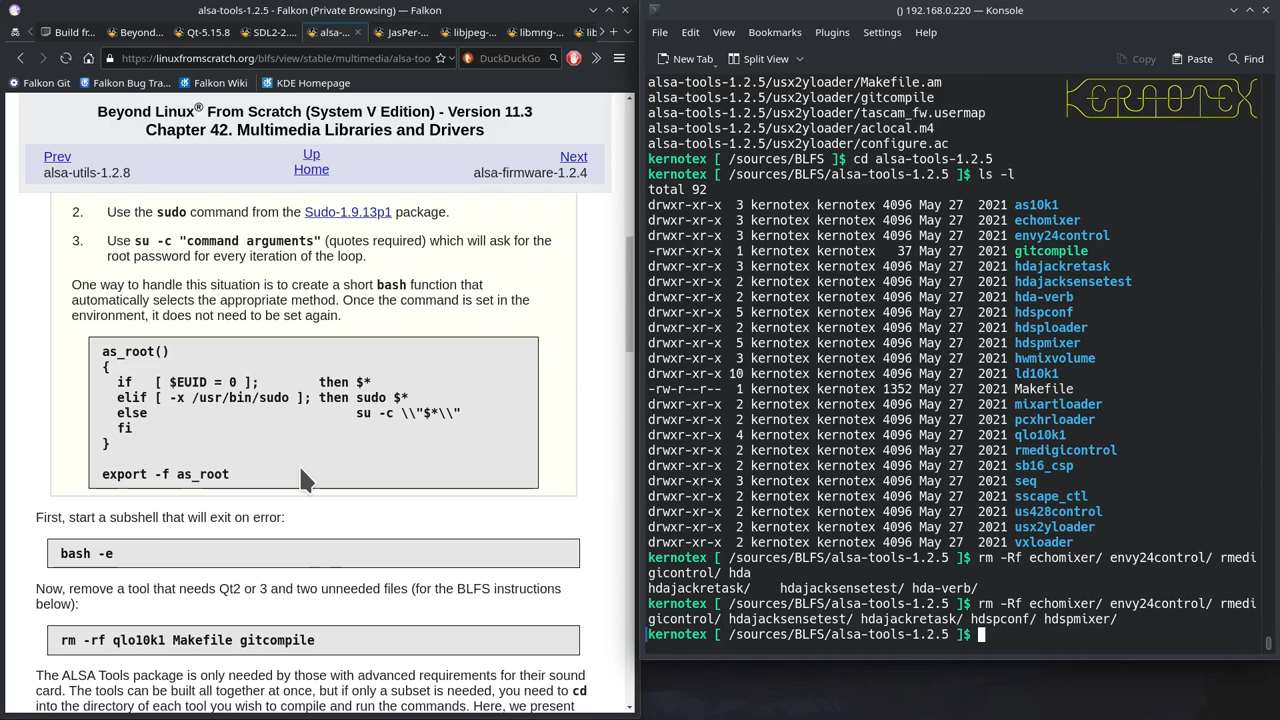 alsa-tools-1.2.5 - Falkon (Private Browsing) — Falkon
Build fr...
Beyond...
Qt-5.15.8
SDL2-2....
alsa-...
JasPer-...
libjpeg-...
libmng-...
lib
https://linuxfromscratch.org/blfs/view/stable/multimedia/alsa-too
DuckDuckGo
Falkon Git
Falkon Bug Tra...
Falkon Wiki
KDE Homepage
Beyond Linux® From Scratch (System V Edition) - Version 11.3
Chapter 42. Multimedia Libraries and Drivers
Prev
Up
Next
alsa-utils-1.2.8
Home
alsa-firmware-1.2.4
2. Use the sudo command from the Sudo-1.9.13p1 package.
3. Use su -c "command arguments" (quotes required) which will ask for the
root password for every iteration of the loop.
One way to handle this situation is to create a short bash function that
automatically selects the appropriate method. Once the command is set in the
environment, it does not need to be set again.
as_root()
{
if [ $EUID = 0 ]; then $*
elif [ -x /usr/bin/sudo ]; then sudo $*
else su -c \\"$*\\"
fi
}
export -f as_root
First, start a subshell that will exit on error:
bash -e
Now, remove a tool that needs Qt2 or 3 and two unneeded files (for the BLFS instructions
below):
rm -rf qlo10k1 Makefile gitcompile
The ALSA Tools package is only needed by those with advanced requirements for their sound
card. The tools can be built all together at once, but if only a subset is needed, you need to cd
into the directory of each tool you wish to compile and run the commands. Here, we present
() 192.168.0.220 — Konsole
File Edit View Bookmarks Plugins Settings Help
New Tab Split View Copy Paste Find
KERNOTEX
alsa-tools-1.2.5/usx2yloader/Makefile.am
alsa-tools-1.2.5/usx2yloader/gitcompile
alsa-tools-1.2.5/usx2yloader/tascam_fw.usermap
alsa-tools-1.2.5/usx2yloader/aclocal.m4
alsa-tools-1.2.5/usx2yloader/configure.ac
kernotex [ /sources/BLFS ]$ cd alsa-tools-1.2.5
kernotex [ /sources/BLFS/alsa-tools-1.2.5 ]$ ls -l
total 92
drwxr-xr-x 3 kernotex kernotex 4096 May 27 2021 as10k1
drwxr-xr-x 3 kernotex kernotex 4096 May 27 2021 echomixer
drwxr-xr-x 3 kernotex kernotex 4096 May 27 2021 envy24control
-rwxr-xr-x 1 kernotex kernotex 37 May 27 2021 gitcompile
drwxr-xr-x 3 kernotex kernotex 4096 May 27 2021 hdajackretask
drwxr-xr-x 2 kernotex kernotex 4096 May 27 2021 hdajacksensetest
drwxr-xr-x 2 kernotex kernotex 4096 May 27 2021 hda-verb
drwxr-xr-x 5 kernotex kernotex 4096 May 27 2021 hdspconf
drwxr-xr-x 2 kernotex kernotex 4096 May 27 2021 hdsploader
drwxr-xr-x 5 kernotex kernotex 4096 May 27 2021 hdspmixer
drwxr-xr-x 3 kernotex kernotex 4096 May 27 2021 hwmixvolume
drwxr-xr-x 10 kernotex kernotex 4096 May 27 2021 ld10k1
-rw-r--r-- 1 kernotex kernotex 1352 May 27 2021 Makefile
drwxr-xr-x 2 kernotex kernotex 4096 May 27 2021 mixartloader
drwxr-xr-x 2 kernotex kernotex 4096 May 27 2021 pcxhrloader
drwxr-xr-x 4 kernotex kernotex 4096 May 27 2021 qlo10k1
drwxr-xr-x 2 kernotex kernotex 4096 May 27 2021 rmedigicontrol
drwxr-xr-x 2 kernotex kernotex 4096 May 27 2021 sb16_csp
drwxr-xr-x 3 kernotex kernotex 4096 May 27 2021 seq
drwxr-xr-x 2 kernotex kernotex 4096 May 27 2021 sscape_ctl
drwxr-xr-x 2 kernotex kernotex 4096 May 27 2021 us428control
drwxr-xr-x 2 kernotex kernotex 4096 May 27 2021 usx2yloader
drwxr-xr-x 2 kernotex kernotex 4096 May 27 2021 vxloader
kernotex [ /sources/BLFS/alsa-tools-1.2.5 ]$ rm -Rf echomixer/ envy24control/ rmedi
gicontrol/ hda
hdajackretask/ hdajacksensetest/ hda-verb/
kernotex [ /sources/BLFS/alsa-tools-1.2.5 ]$ rm -Rf echomixer/ envy24control/ rmedi
gicontrol/ hdajacksensetest/ hdajackretask/ hdspconf/ hdspmixer/
kernotex [ /sources/BLFS/alsa-tools-1.2.5 ]$